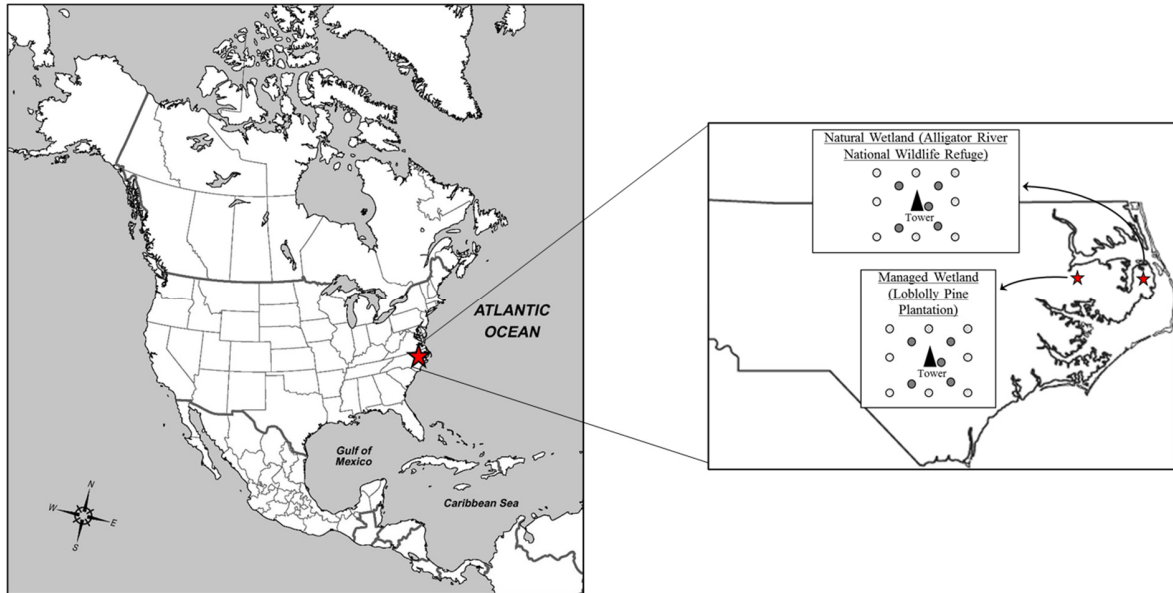 ATLANTIC
OCEAN
Gulf of
Mexico
Caribbean Sea
N
W
E
S
Natural Wetland (Alligator River
National Wildlife Refuge)
Tower
Managed Wetland
(Loblolly Pine
Plantation)
Tower